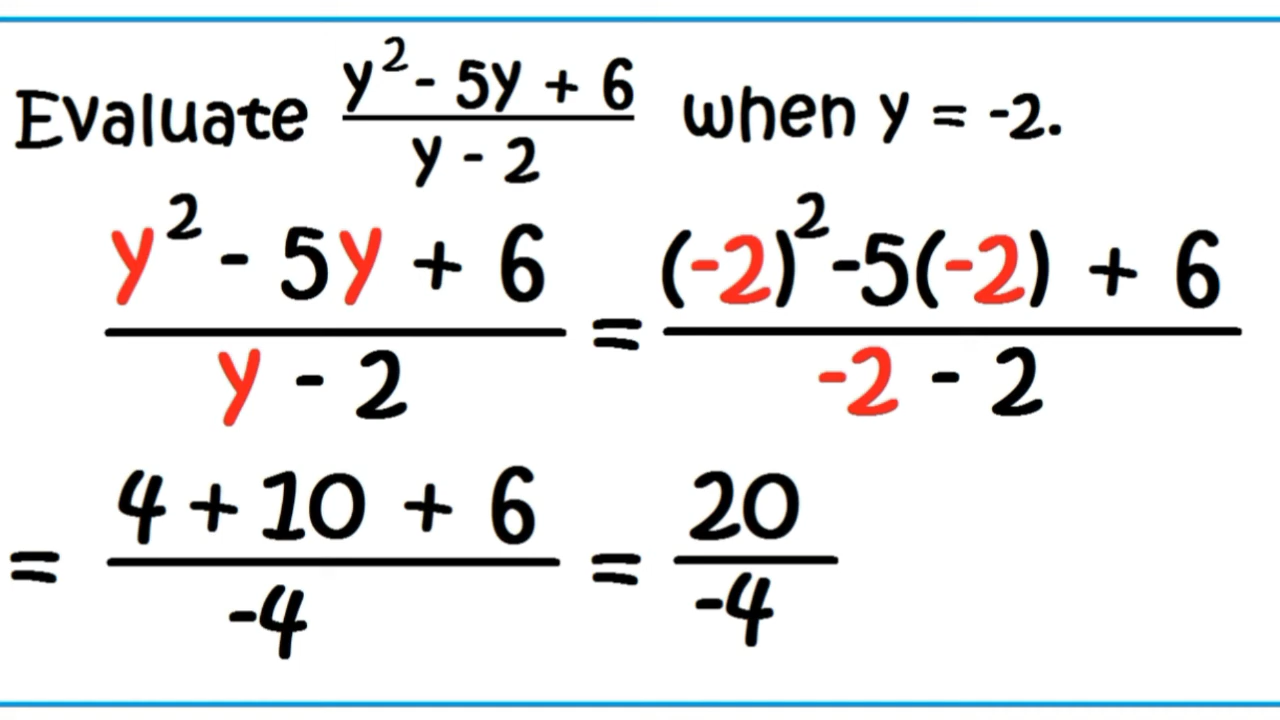 Evaluate (y² - 5y + 6)/(y - 2) when y = -2.
(y² - 5y + 6)/(y - 2) = ((-2)² -5(-2) + 6)/(-2 - 2)
= (4 + 10 + 6)/(-4) = 20/(-4)